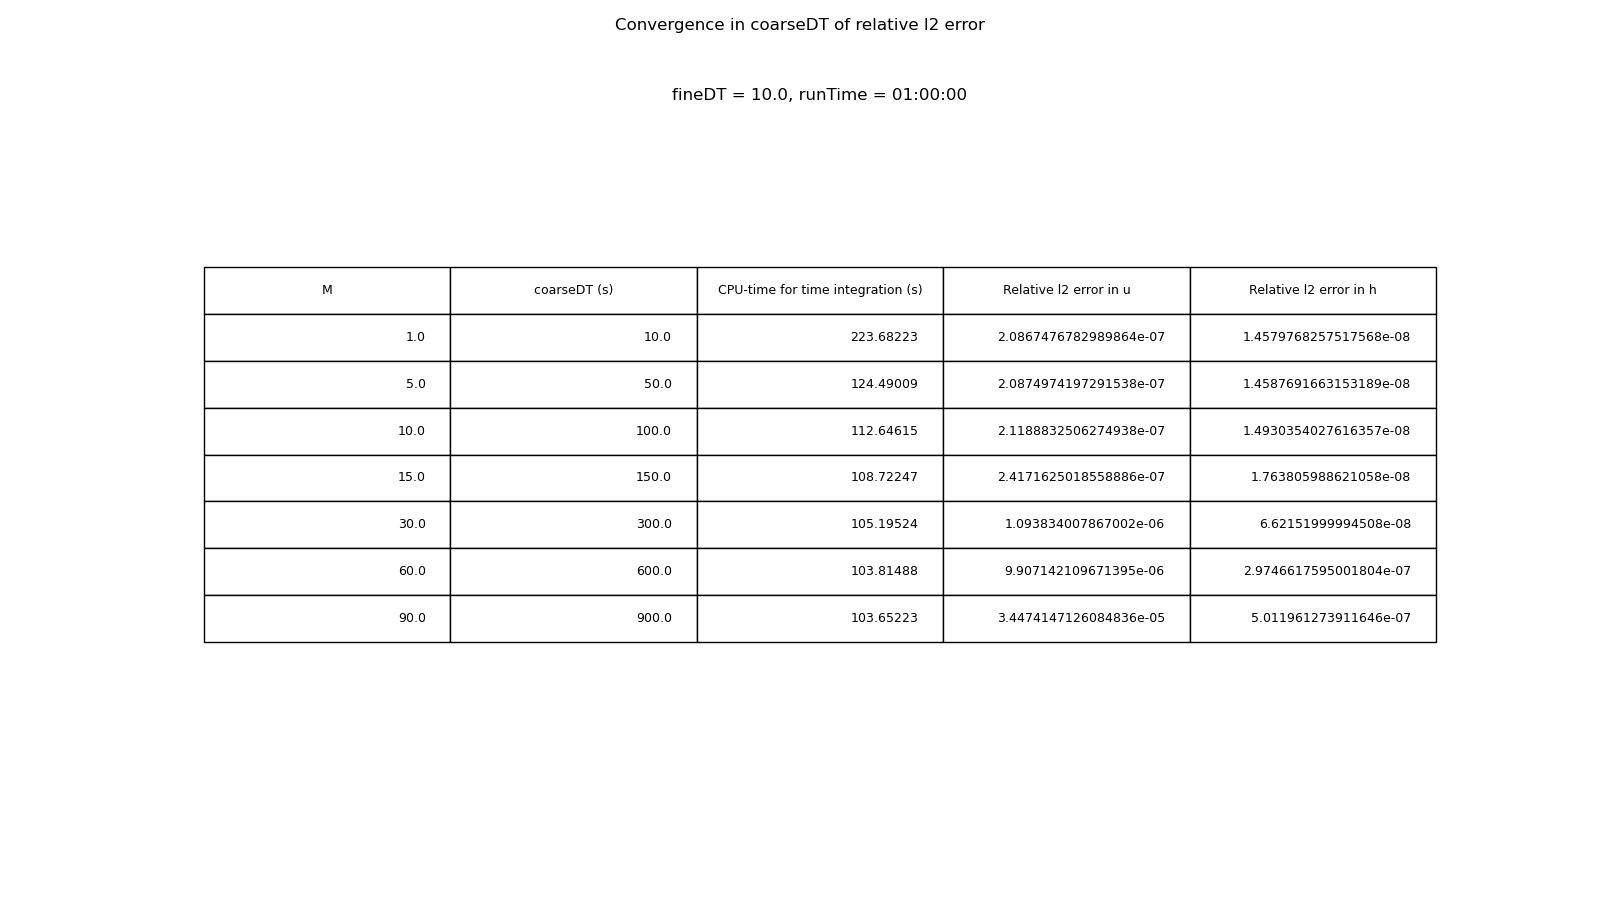 Convergence in coarseDT of relative l2 error
fineDT = 10.0, runTime = 01:00:00
M coarseDT (s) CPU-time for time integration (s) Relative l2 error in u Relative l2 error in h
1.0 10.0 223.68223 2.0867476782989864e-07 1.4579768257517568e-08
5.0 50.0 124.49009 2.0874974197291538e-07 1.4587691663153189e-08
10.0 100.0 112.64615 2.1188832506274938e-07 1.4930354027616357e-08
15.0 150.0 108.72247 2.4171625018558886e-07 1.763805988621058e-08
30.0 300.0 105.19524 1.093834007867002e-06 6.62151999994508e-08
60.0 600.0 103.81488 9.907142109671395e-06 2.9746617595001804e-07
90.0 900.0 103.65223 3.4474147126084836e-05 5.011961273911646e-07